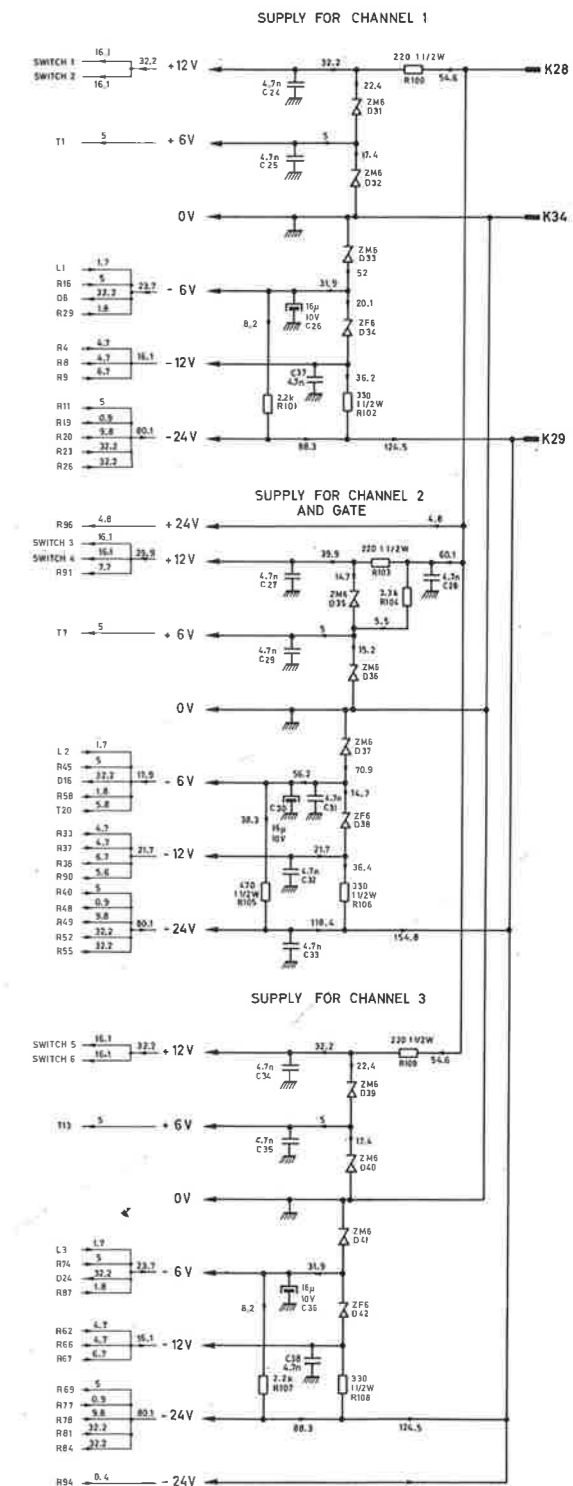 SUPPLY FOR CHANNEL 1
SWITCH 1 16,1 32,2 +12V 32,2 220 1 1/2W 54.6 K28
SWITCH 2 16,1 4,7n C24 22,4 R100
ZM6 D31
T1 5 + 6V 5
4.7n C25 17.4
ZM6 D32
0V K34
ZM6 D33
L1 1,7 52
R16 5 23,7 - 6V 31,9
D8 32,2 16µ 10V C26 20,1
R29 1.8 8,2 ZF6 D34
R4 4.7
R8 4,7 16,1 -12V C37 4.7n
R9 6.7 36,2
R11 5 2.2k R101 330 1 1/2W R102
R19 0.9
R20 9.8 80,1 -24V 88.3 124.5 K29
R23 32,2
R26 32,2
SUPPLY FOR CHANNEL 2
AND GATE
R96 4.8 +24V 4,8
SWITCH 3 16,1 220 1 1/2W
SWITCH 4 16.1 39,9 +12V 39,9 R103 60.1
R91 7,7 4.7n C27 14.7 4.7n C28
ZM6 D35 3.3k R104
5.5
T7 5 + 6V 5
4.7n C29 15.2
ZM6 D36
0V
ZM6 D37
L2 1.7 70.9
R45 5
D16 32,2 17,9 - 6V 56.2
R58 1.8 C30 4.7n C31 14,7
T20 5.8 16µ 10V ZF6 D38
R33 4.7 38,3
R37 4.7 21.7 -12V 21,7
R38 6.7 4.7n C32 36.4
R90 5.6
R40 5 470 1 1/2W R105 330 1 1/2W R106
R48 0.9
R49 9.8 80,1 -24V 118,4 154,8
R52 32,2 4.7n C33
R55 32,2
SUPPLY FOR CHANNEL 3
SWITCH 5 16.1 32,2 +12V 32.2 220 1 1/2W 54.6
SWITCH 6 16,1 4.7n C34 22,4 R109
ZM6 D39
T13 5 + 6V 5
4.7n C35 17,4
ZM6 D40
0V
ZM6 D41
L3 1.7
R74 5 23.7 - 6V 31,9
D24 32,2 16µ 10V C36
R87 1.8 8,2 ZF6 D42
R62 4.7
R66 4.7 16,1 -12V C38 4.7n
R67 6.7
R69 5 2.2k R107 330 1 1/2W R108
R77 0.9
R78 9.8 80,1 -24V 88.3 124.5
R81 32,2
R84 32,2
R94 0.4 - 24V